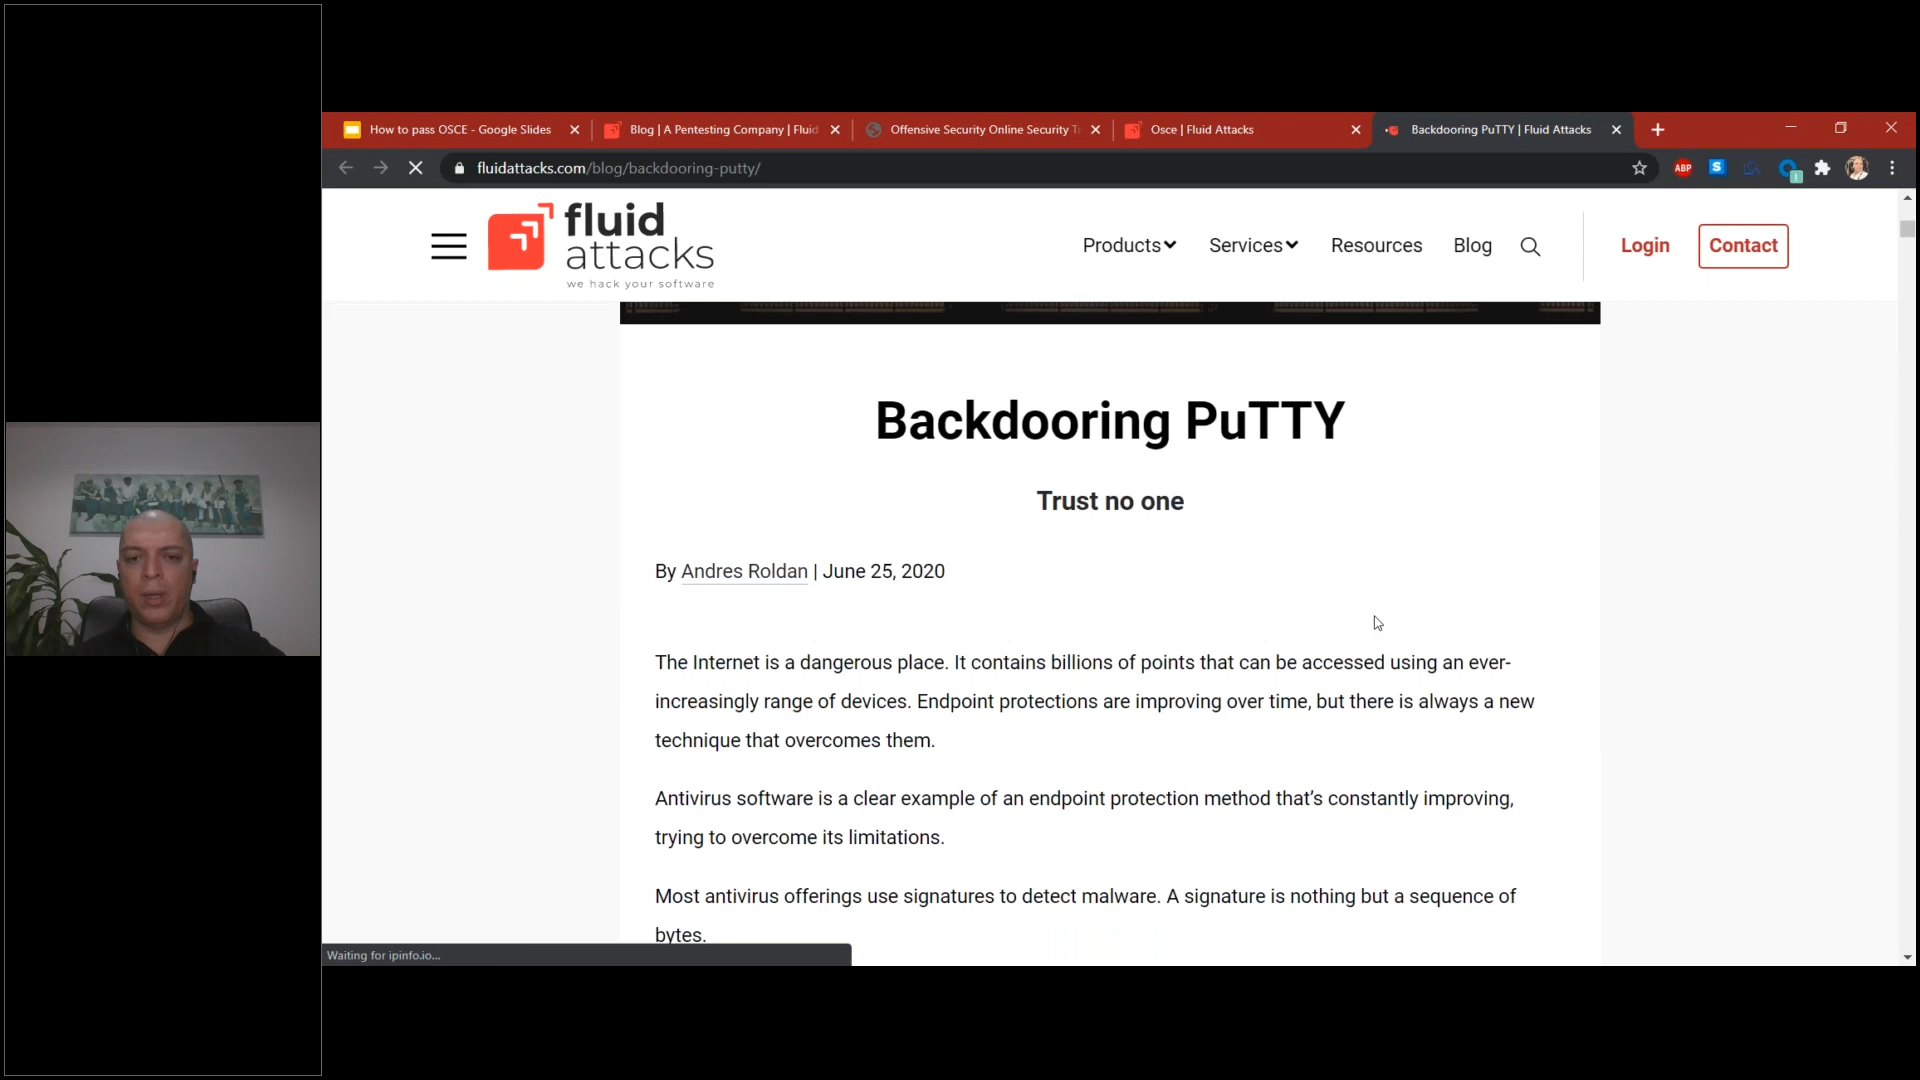 How to pass OSCE - Google Slides
Blog | A Pentesting Company | Fluid
Offensive Security Online Security Tr
Osce | Fluid Attacks
Backdooring PuTTY | Fluid Attacks
fluidattacks.com/blog/backdooring-putty/
ABP
S
fluid
attacks
we hack your software
Products
Services
Resources
Blog
Login
Contact
Backdooring PuTTY
Trust no one
By Andres Roldan | June 25, 2020
The Internet is a dangerous place. It contains billions of points that can be accessed using an ever-
increasingly range of devices. Endpoint protections are improving over time, but there is always a new
technique that overcomes them.
Antivirus software is a clear example of an endpoint protection method that’s constantly improving,
trying to overcome its limitations.
Most antivirus offerings use signatures to detect malware. A signature is nothing but a sequence of
bytes.
Waiting for ipinfo.io...